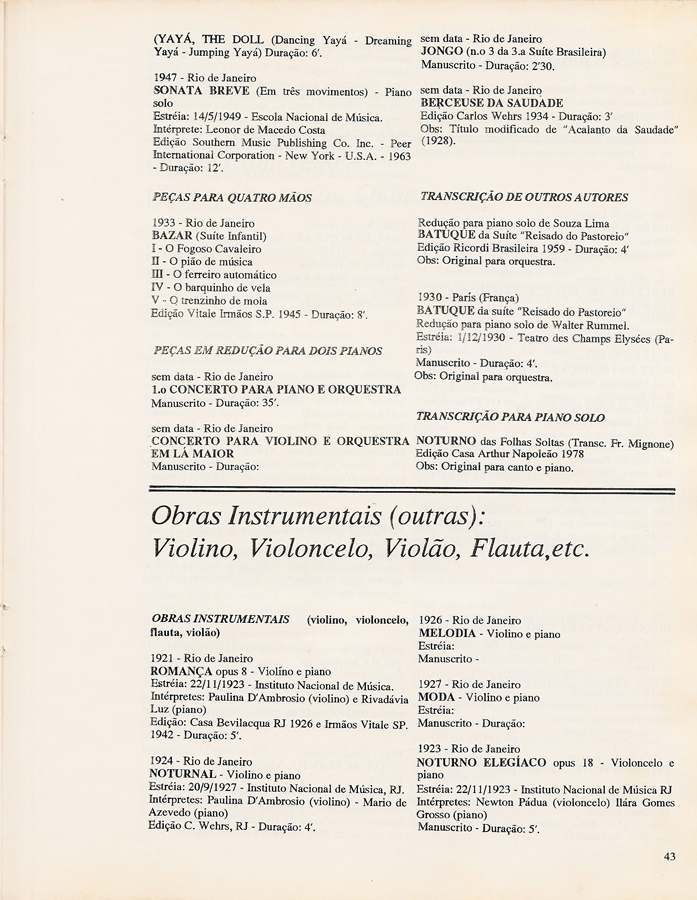 (YAYÁ, THE DOLL (Dancing Yayá - Dreaming
Yayá - Jumping Yayá) Duração: 6'.
1947 - Rio de Janeiro
SONATA BREVE (Em três movimentos) - Piano
solo
Estréia: 14/5/1949 - Escola Nacional de Música.
Intérprete: Leonor de Macedo Costa
Edição Southern Music Publishing Co. Inc. - Peer
International Corporation - New York - U.S.A. - 1963
- Duração: 12'.
PEÇAS PARA QUATRO MÃOS
1933 - Rio de Janeiro
BAZAR (Suíte Infantil)
I - O Fogoso Cavaleiro
II - O pião de música
III - O ferreiro automático
IV - O barquinho de vela
V - O trenzinho de mola
Edição Vitale Irmãos S.P. 1945 - Duração: 8'.
PEÇAS EM REDUÇÃO PARA DOIS PIANOS
sem data - Rio de Janeiro
1.o CONCERTO PARA PIANO E ORQUESTRA
Manuscrito - Duração: 35'.
sem data - Rio de Janeiro
CONCERTO PARA VIOLINO E ORQUESTRA
EM LÁ MAIOR
Manuscrito - Duração:
sem data - Rio de Janeiro
JONGO (n.o 3 da 3.a Suíte Brasileira)
Manuscrito - Duração: 2'30.
sem data - Rio de Janeiro
BERCEUSE DA SAUDADE
Edição Carlos Wehrs 1934 - Duração: 3'
Obs: Título modificado de "Acalanto da Saudade"
(1928).
TRANSCRIÇÃO DE OUTROS AUTORES
Redução para piano solo de Souza Lima
BATUQUE da Suíte "Reisado do Pastoreio"
Edição Ricordi Brasileira 1959 - Duração: 4'
Obs: Original para orquestra.
1930 - París (França)
BATUQUE da suíte "Reisado do Pastoreio"
Redução para piano solo de Walter Rummel.
Estréia: 1/12/1930 - Teatro des Champs Elysées (Pa-
ris)
Manuscrito - Duração: 4'.
Obs: Original para orquestra.
TRANSCRIÇÃO PARA PIANO SOLO
NOTURNO das Folhas Soltas (Transc. Fr. Mignone)
Edição Casa Arthur Napoleão 1978
Obs: Original para canto e piano.
Obras Instrumentais (outras):
Violino, Violoncelo, Violão, Flauta,etc.
OBRAS INSTRUMENTAIS (violino, violoncelo,
flauta, violão)
1921 - Rio de Janeiro
ROMANÇA opus 8 - Violino e piano
Estréia: 22/11/1923 - Instituto Nacional de Música.
Intérpretes: Paulina D'Ambrosio (violino) e Rivadávia
Luz (piano)
Edição: Casa Bevilacqua RJ 1926 e Irmãos Vitale SP.
1942 - Duração: 5'.
1924 - Rio de Janeiro
NOTURNAL - Violino e piano
Estréia: 20/9/1927 - Instituto Nacional de Música, RJ.
Intérpretes: Paulina D'Ambrosio (violino) - Mario de
Azevedo (piano)
Edição C. Wehrs, RJ - Duração: 4'.
1926 - Rio de Janeiro
MELODIA - Violino e piano
Estréia:
Manuscrito -
1927 - Rio de Janeiro
MODA - Violino e piano
Estréia:
Manuscrito - Duração:
1923 - Rio de Janeiro
NOTURNO ELEGÍACO opus 18 - Violoncelo e
piano
Estréia: 22/11/1923 - Instituto Nacional de Música RJ
Intérpretes: Newton Pádua (violoncelo) Ilára Gomes
Grosso (piano)
Manuscrito - Duração: 5'.
43